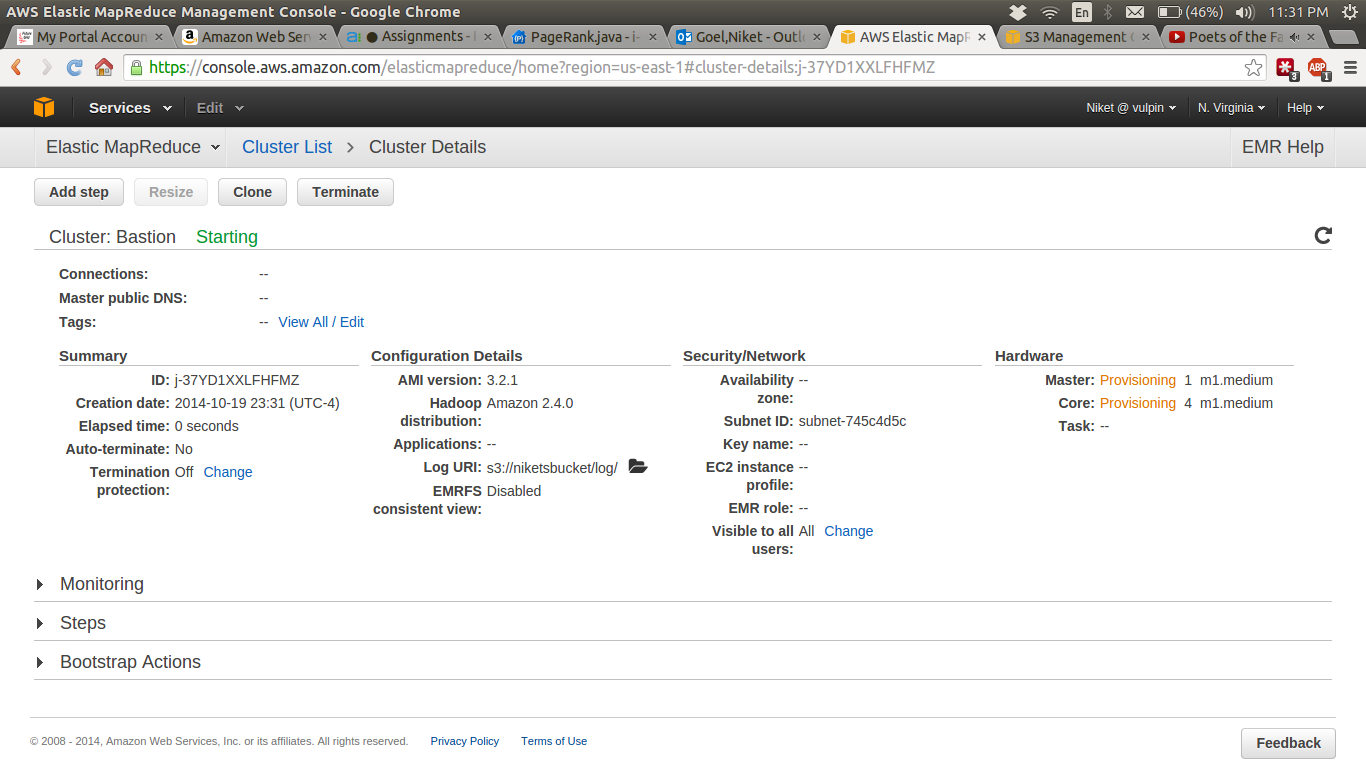 AWS Elastic MapReduce Management Console - Google Chrome
En (46%) 11:31 PM
My Portal Accoun
Amazon Web Serv
Assignments -
PageRank.java - i-
Goel,Niket - Outl
AWS Elastic MapR
S3 Management C
Poets of the Fa
https://console.aws.amazon.com/elasticmapreduce/home?region=us-east-1#cluster-details:j-37YD1XXLFHFMZ
3 ABP 1
Services Edit Niket @ vulpin N. Virginia Help
Elastic MapReduce Cluster List > Cluster Details EMR Help
Add step Resize Clone Terminate
Cluster: Bastion Starting
Connections: --
Master public DNS: --
Tags: -- View All / Edit
Summary
ID: j-37YD1XXLFHFMZ
Creation date: 2014-10-19 23:31 (UTC-4)
Elapsed time: 0 seconds
Auto-terminate: No
Termination Off Change
protection:
Configuration Details
AMI version: 3.2.1
Hadoop Amazon 2.4.0
distribution:
Applications: --
Log URI: s3://niketsbucket/log/
EMRFS Disabled
consistent view:
Security/Network
Availability --
zone:
Subnet ID: subnet-745c4d5c
Key name: --
EC2 instance --
profile:
EMR role: --
Visible to all All Change
users:
Hardware
Master: Provisioning 1 m1.medium
Core: Provisioning 4 m1.medium
Task: --
Monitoring
Steps
Bootstrap Actions
© 2008 - 2014, Amazon Web Services, Inc. or its affiliates. All rights reserved. Privacy Policy Terms of Use
Feedback